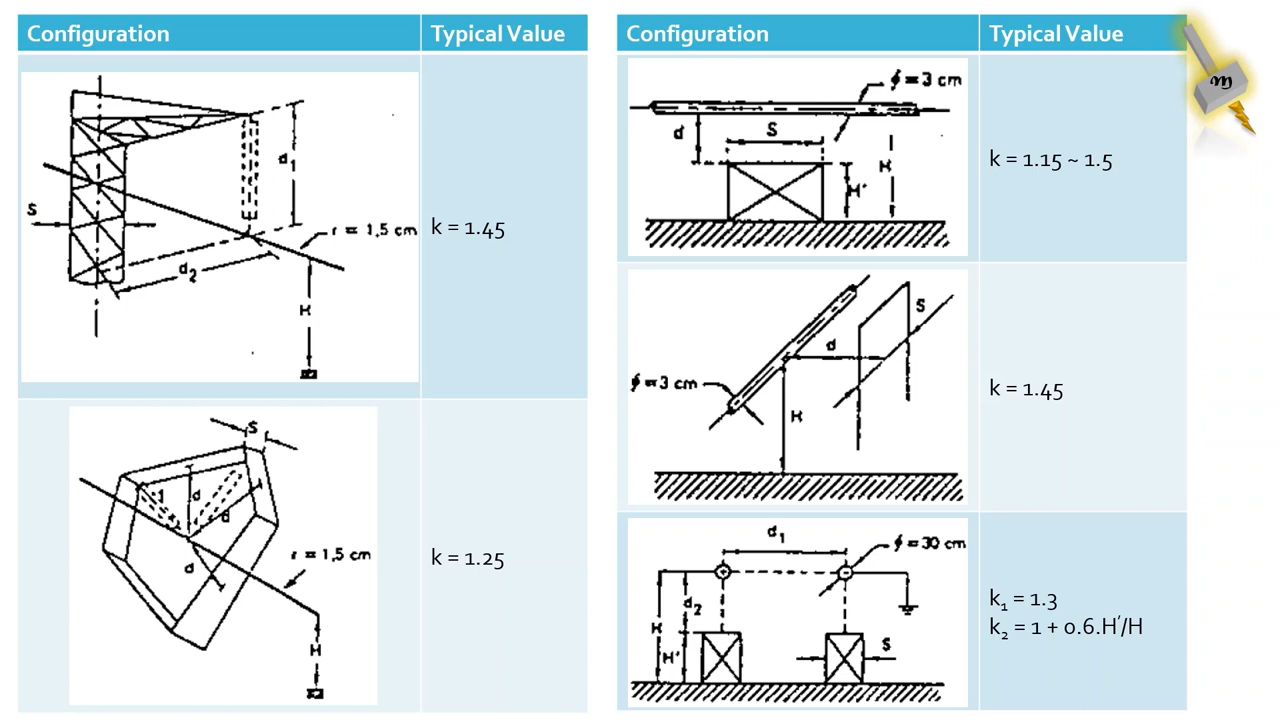 Configuration
Typical Value
S
d1
r = 1,5 cm
d2
H
k = 1.45
S
d
d
d
r = 1,5 cm
H
k = 1.25
Configuration
Typical Value
ϕ = 3 cm
S
d
H'
H
k = 1.15 ~ 1.5
S
d
ϕ = 3 cm
H
k = 1.45
d1
ϕ = 30 cm
d2
H
H'
S
k₁ = 1.3
k₂ = 1 + 0.6.H'/H